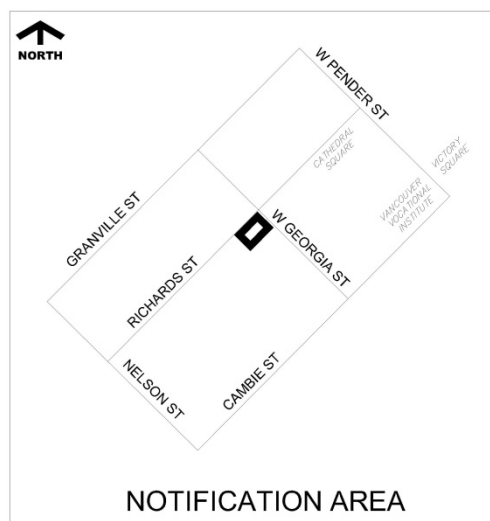 NORTH
W PENDER ST
CATHEDRAL
SQUARE
VICTORY
SQUARE
VANCOUVER
VOCATIONAL
INSTITUTE
GRANVILLE ST
W GEORGIA ST
RICHARDS ST
NELSON ST
CAMBIE ST
NOTIFICATION AREA